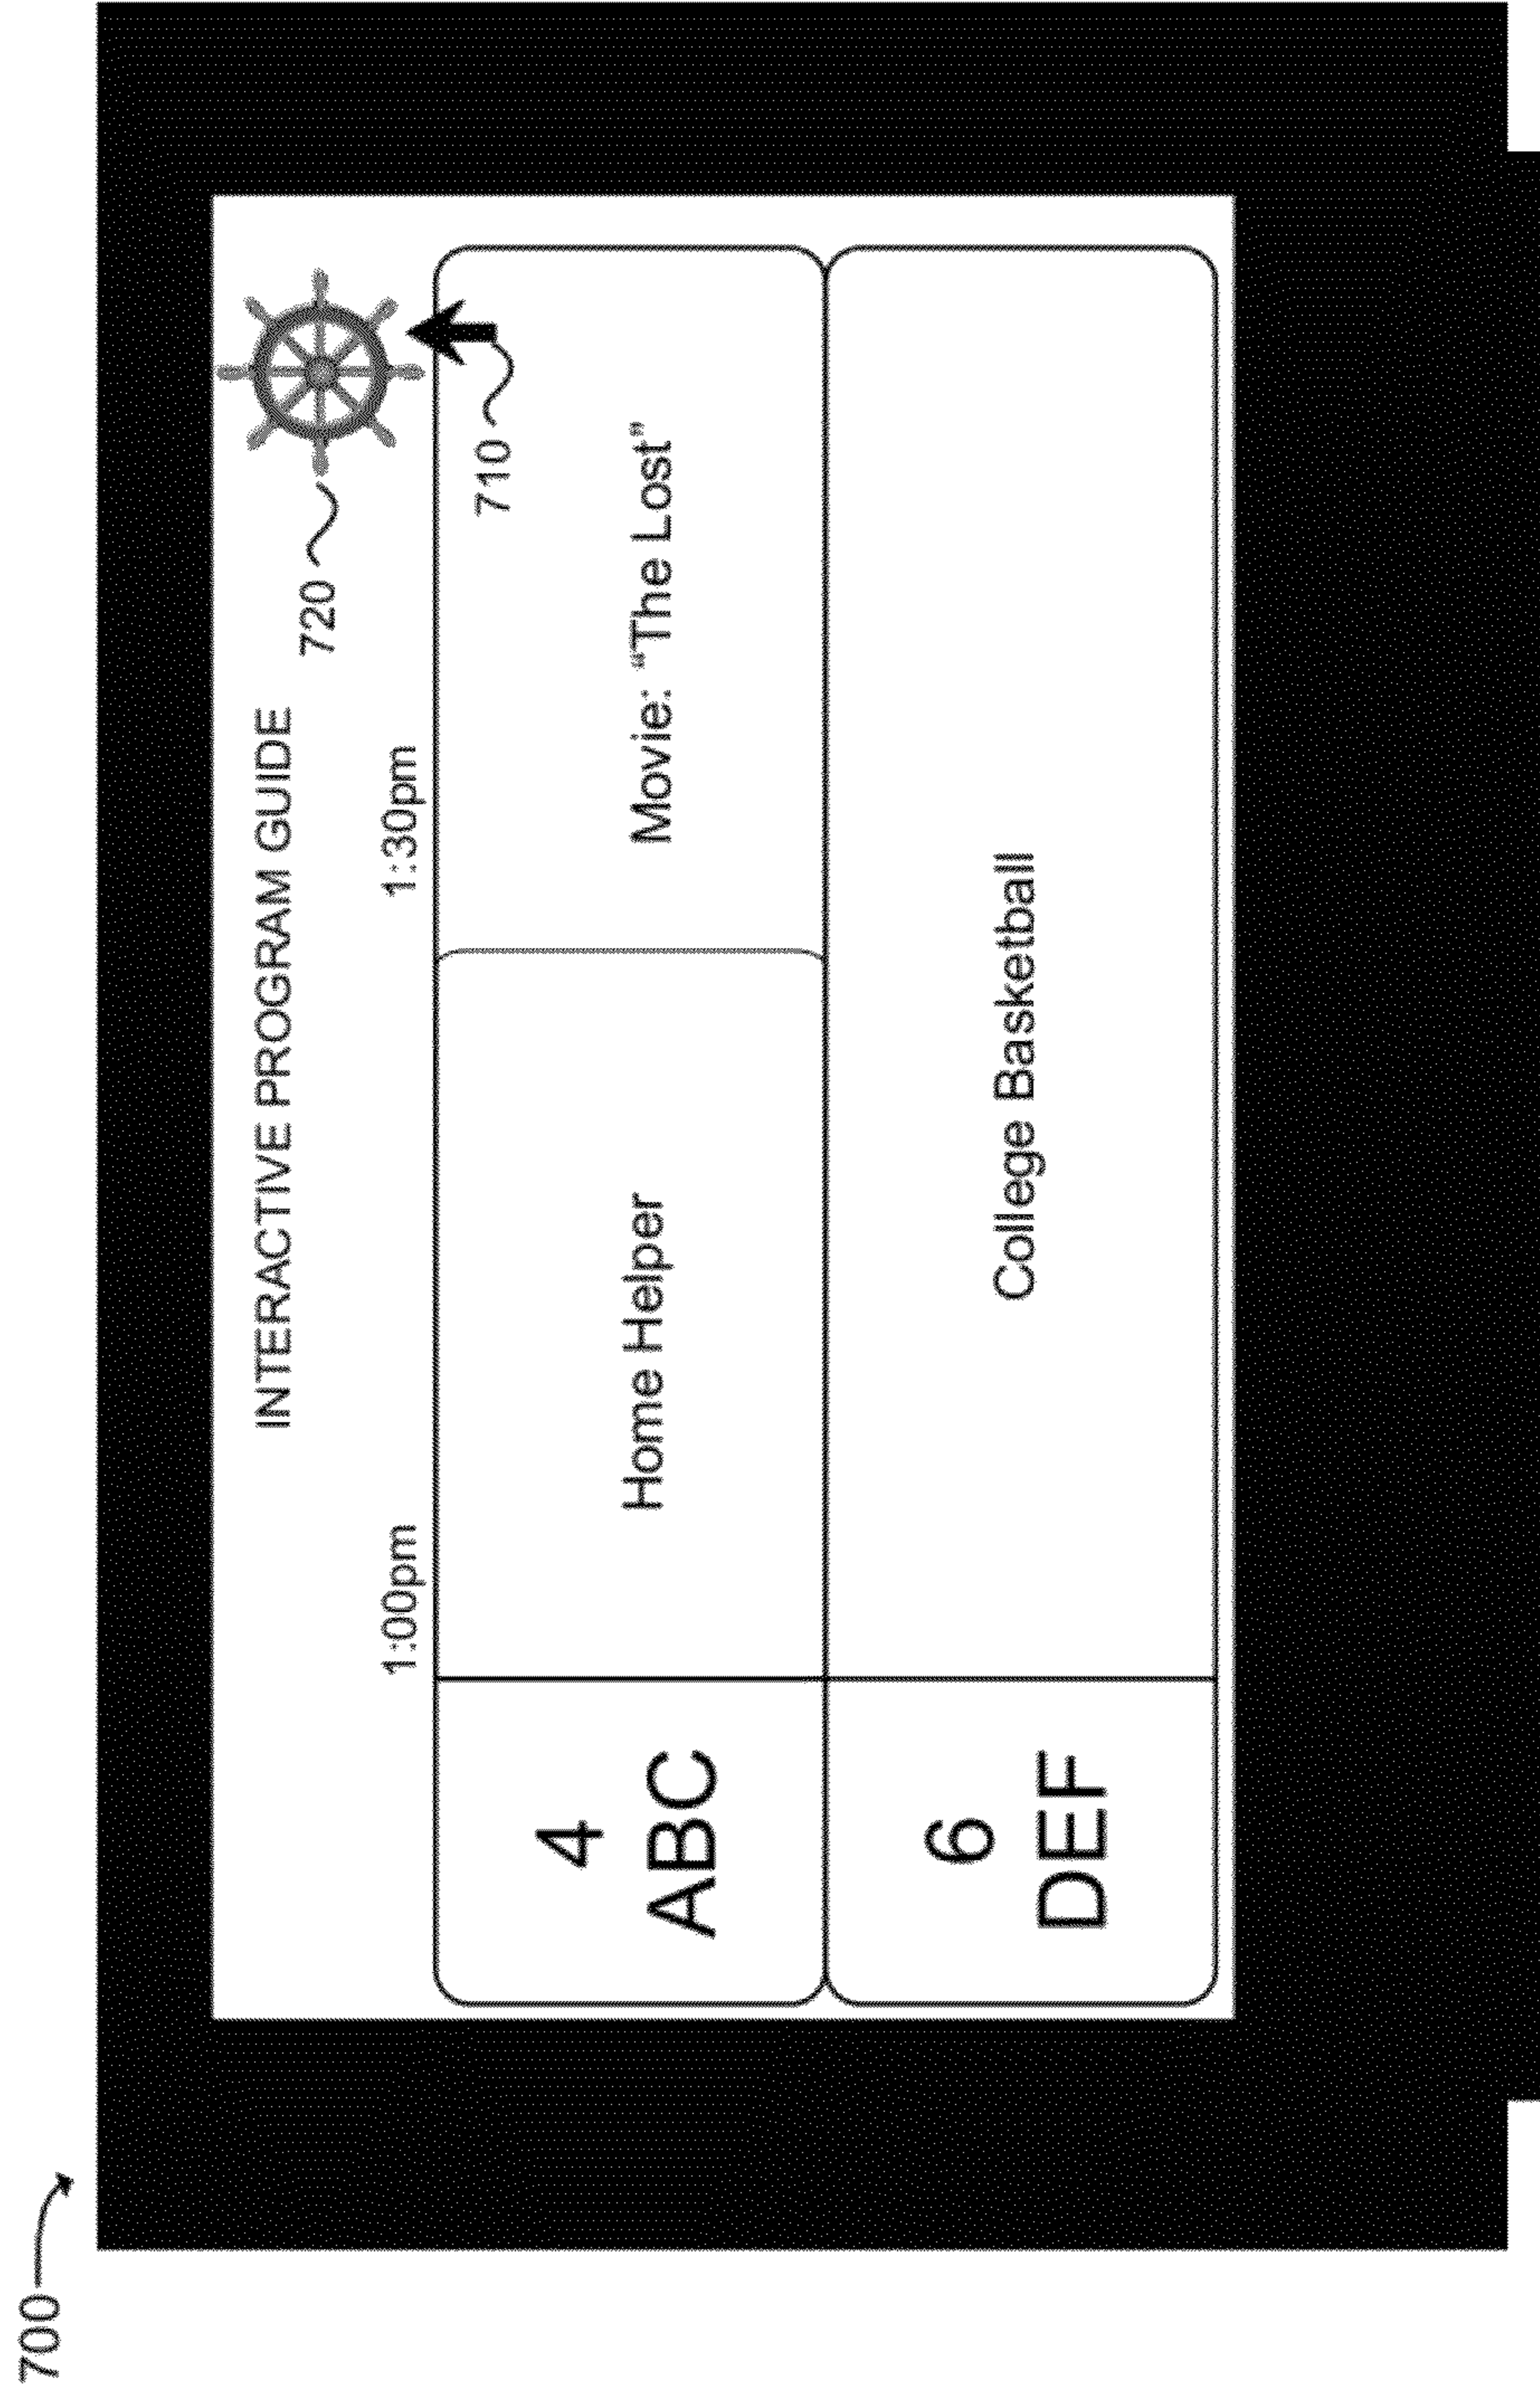 700
INTERACTIVE PROGRAM GUIDE
720
1:00pm
1:30pm
710
4
ABC
Home Helper
Movie: “The Lost”
6
DEF
College Basketball